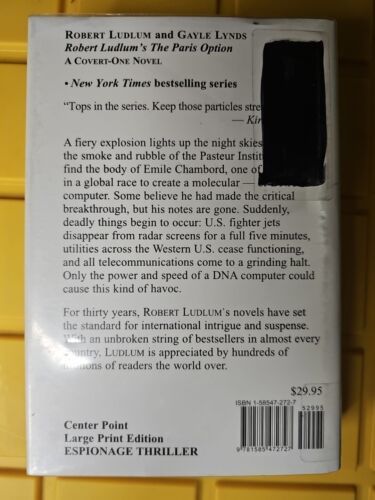 ROBERT LUDLUM AND GAYLE LYNDS
Robert Ludlum's The Paris Option
A COVERT-ONE NOVEL
• New York Times bestselling series
"Tops in the series. Keep those particles
— Kir
A fiery explosion lights up the night skies
the smoke and rubble of the Pasteur
find the body of Emile Chambord, one of
in a global race to create a molecular —
computer. Some believe he had made the critical
breakthrough, but his notes are gone. Suddenly,
deadly things begin to occur: U.S. fighter jets
disappear from radar screens for a full five minutes,
utilities across the Western U.S. cease functioning,
and all telecommunications come to a grinding halt.
Only the power and speed of a DNA computer could
cause this kind of havoc.
For thirty years, ROBERT LUDLUM's novels have set
the standard for international intrigue and suspense.
With an unbroken string of bestsellers in almost every
country, LUDLUM is appreciated by hundreds of
of readers the world over.
$29.95
ISBN 1-58547-272-7
52995
9 781585 472727
Center Point
Large Print Edition
ESPIONAGE THRILLER